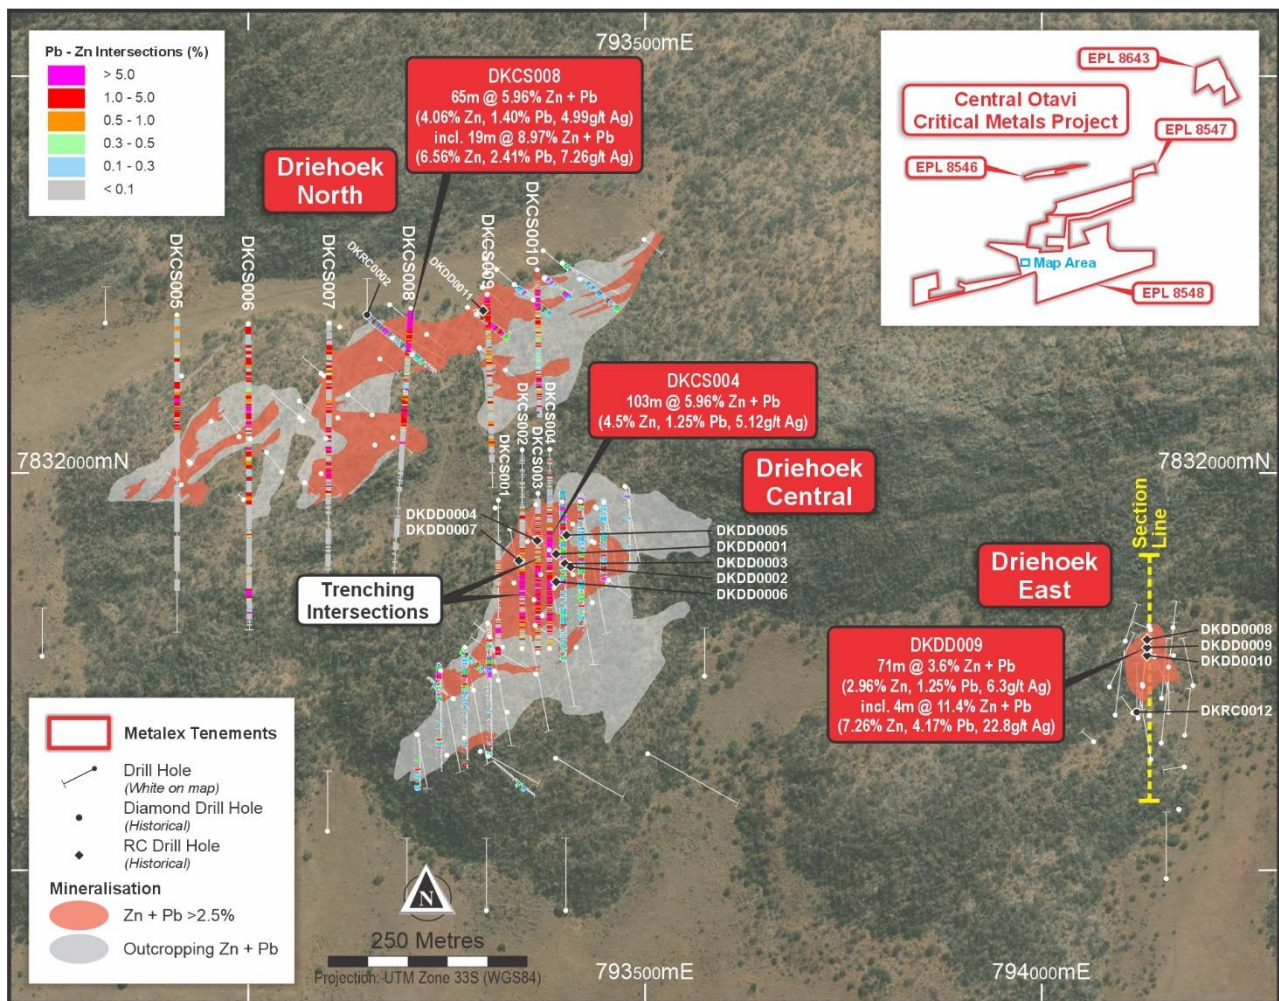 793500mE
Pb - Zn Intersections (%)
> 5.0
1.0 - 5.0
0.5 - 1.0
0.3 - 0.5
0.1 - 0.3
< 0.1
DKCS008
65m @ 5.96% Zn + Pb
(4.06% Zn, 1.40% Pb, 4.99g/t Ag)
incl. 19m @ 8.97% Zn + Pb
(6.56% Zn, 2.41% Pb, 7.26g/t Ag)
Driehoek
North
Central Otavi
Critical Metals Project
EPL 8643
EPL 8547
EPL 8546
Map Area
EPL 8548
DKCS005
DKCS006
DKCS007
DKRC0002
DKCS008
DKDD0011
DKCS009
DKCS0010
DKCS004
103m @ 5.96% Zn + Pb
(4.5% Zn, 1.25% Pb, 5.12g/t Ag)
DKCS001
DKCS002
DKCS003
DKCS004
7832000mN
7832000mN
Driehoek
Central
DKDD0004
DKDD0007
DKDD0005
DKDD0001
DKDD0003
DKDD0002
DKDD0006
Trenching
Intersections
Section
Line
Driehoek
East
DKDD009
71m @ 3.6% Zn + Pb
(2.96% Zn, 1.25% Pb, 6.3g/t Ag)
incl. 4m @ 11.4% Zn + Pb
(7.26% Zn, 4.17% Pb, 22.8g/t Ag)
DKDD0008
DKDD0009
DKDD0010
DKRC0012
Metalex Tenements
Drill Hole
(White on map)
Diamond Drill Hole
(Historical)
RC Drill Hole
(Historical)
Mineralisation
Zn + Pb >2.5%
Outcropping Zn + Pb
N
250 Metres
Projection: UTM Zone 33S (WGS84)
793500mE
794000mE